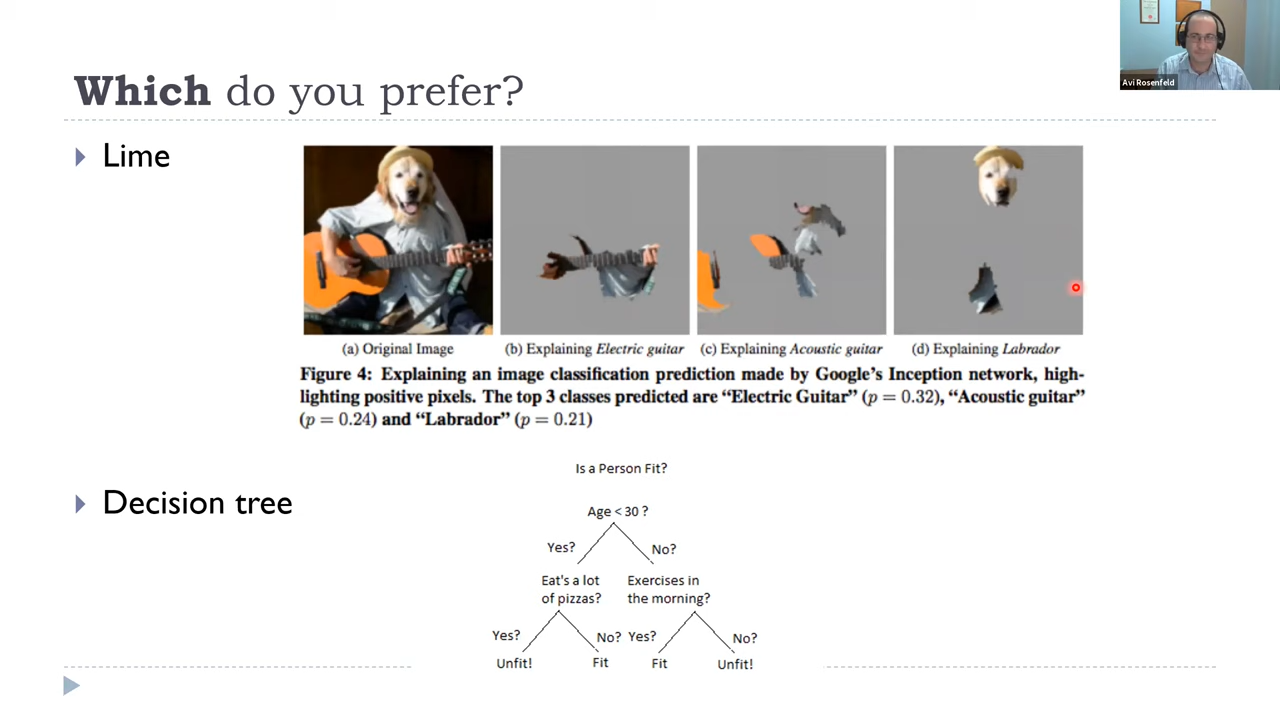 Avi Rosenfeld
Which do you prefer?
Lime
(a) Original Image
(b) Explaining Electric guitar
(c) Explaining Acoustic guitar
(d) Explaining Labrador
Figure 4: Explaining an image classification prediction made by Google's Inception network, high-
lighting positive pixels. The top 3 classes predicted are "Electric Guitar" (p = 0.32), "Acoustic guitar"
(p = 0.24) and "Labrador" (p = 0.21)
Decision tree
Is a Person Fit?
Age < 30 ?
Yes?
No?
Eat's a lot
of pizzas?
Exercises in
the morning?
Yes?
No?
Yes?
No?
Unfit!
Fit
Fit
Unfit!